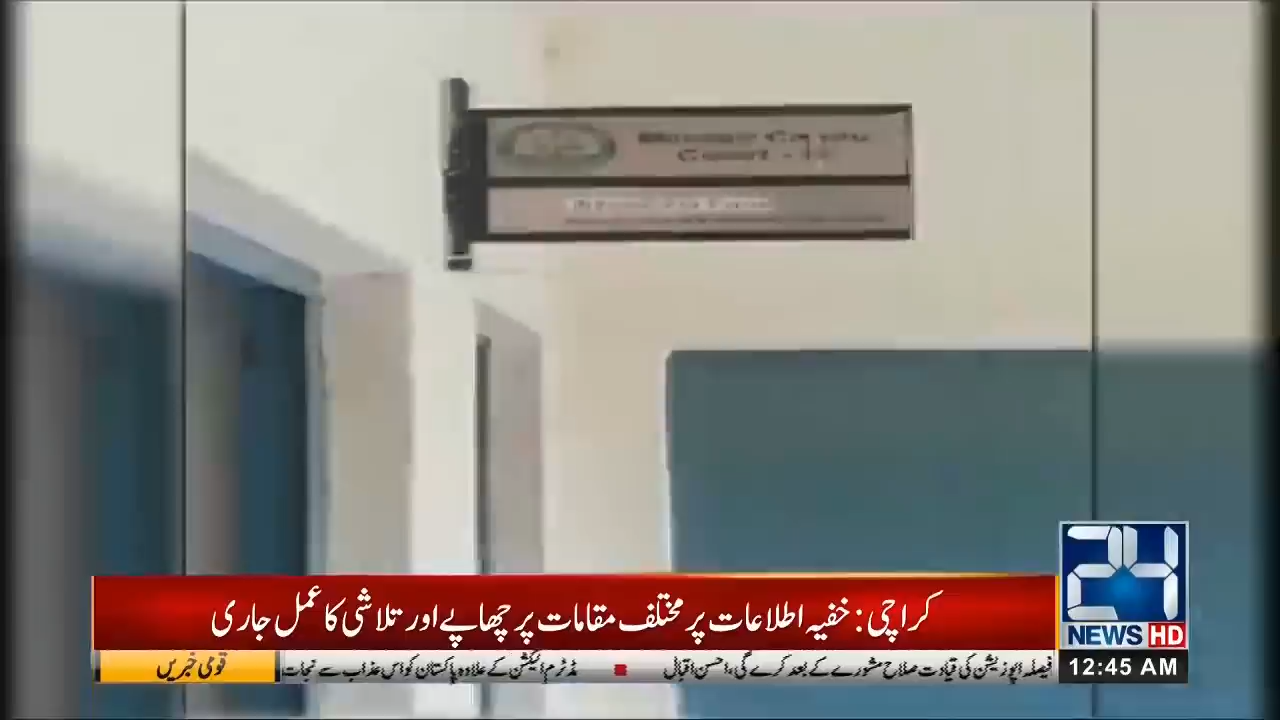 Court -
کراچی: خفیہ اطلاعات پر مختلف مقامات پر چھاپے اور تلاشی کا عمل جاری
24
NEWS HD
قومی خبریں
فیصلہ اپوزیشن کی قیادت صلاح مشورے کے بعد کرے گی، احسن اقبال ■ مڈٹرم الیکشن کے علاوہ پاکستان کو اس عذاب سے نجات
12:45 AM